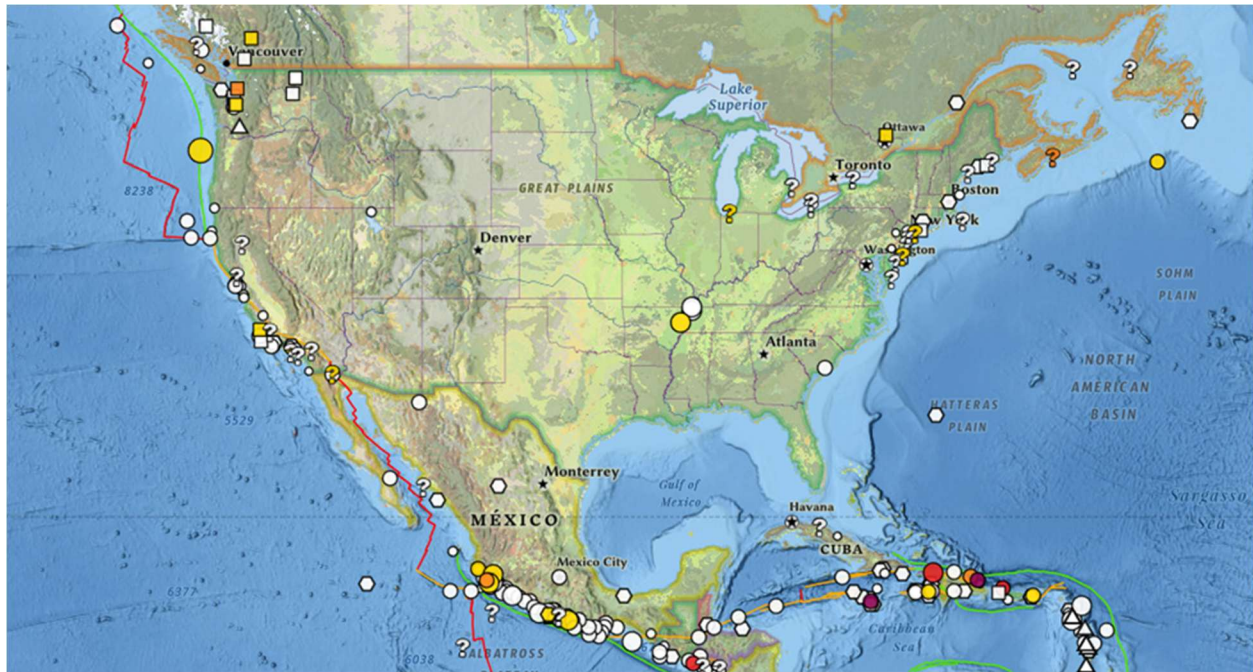 Vancouver
Lake
Superior
Ottawa
Toronto
8238
GREAT PLAINS
Boston
New York
Denver
Washington
SOHM
PLAIN
Atlanta
NORTH
AMERICAN
BASIN
HATTERAS
PLAIN
5529
Monterrey
Gulf of
Mexico
Sargasso
Sea
Havana
MÉXICO
CUBA
Mexico City
6377
Caribbean
Sea
6038
ALBATROSS